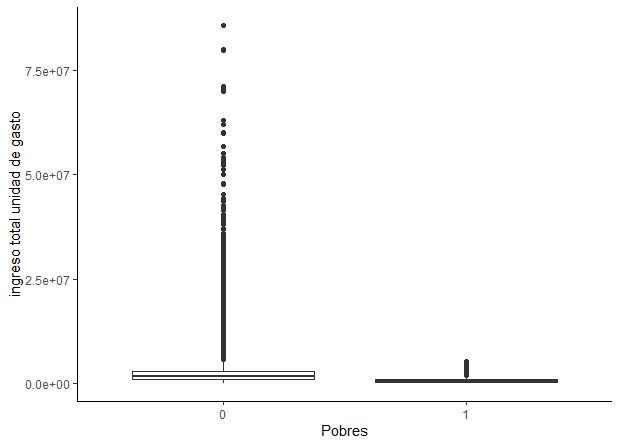 7.5e+07
5.0e+07
2.5e+07
0.0e+00
ingreso total unidad de gasto
0
1
Pobres